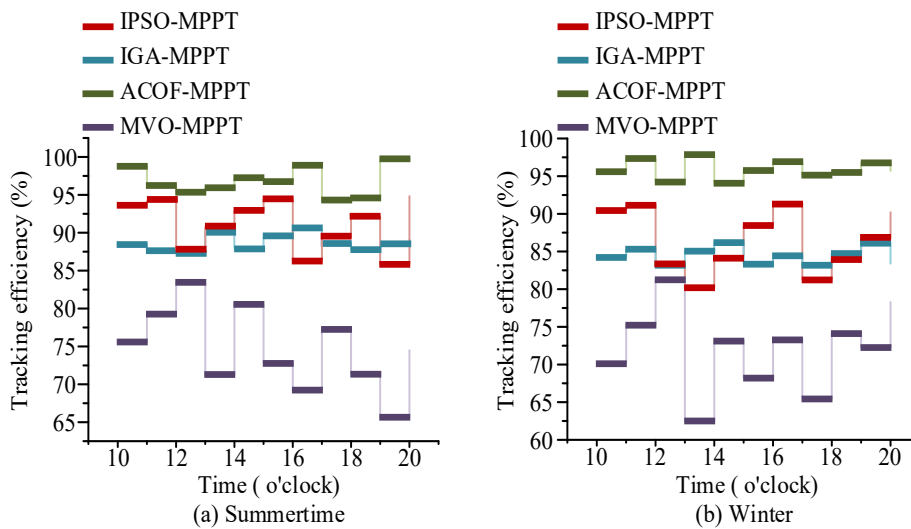 IPSO-MPPT
IGA-MPPT
ACOF-MPPT
MVO-MPPT
Tracking efficiency (%)
100
95
90
85
80
75
70
65
10 12 14 16 18 20
Time ( o'clock)
(a) Summertime
IPSO-MPPT
IGA-MPPT
ACOF-MPPT
MVO-MPPT
Tracking efficiency (%)
100
95
90
85
80
75
70
65
60
10 12 14 16 18 20
Time ( o'clock)
(b) Winter